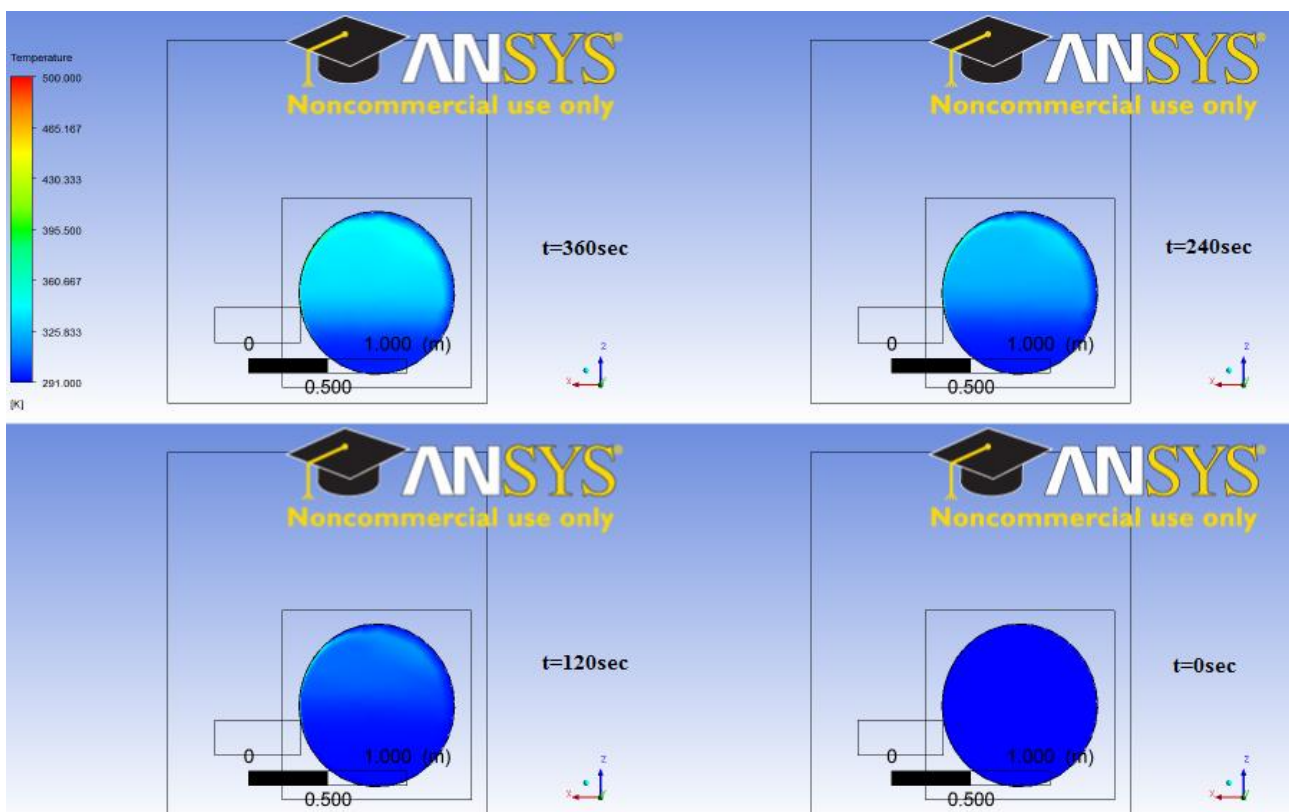 ANSYS®
Noncommercial use only
Temperature
500.000
465.167
430.333
395.500
360.667
325.833
291.000
[K]
t=360sec
0 1.000 (m)
0.500
x z y
ANSYS®
Noncommercial use only
t=240sec
0 1.000 (m)
0.500
x z y
ANSYS®
Noncommercial use only
t=120sec
0 1.000 (m)
0.500
x z
ANSYS®
Noncommercial use only
t=0sec
0 1.000 (m)
0.500
x z